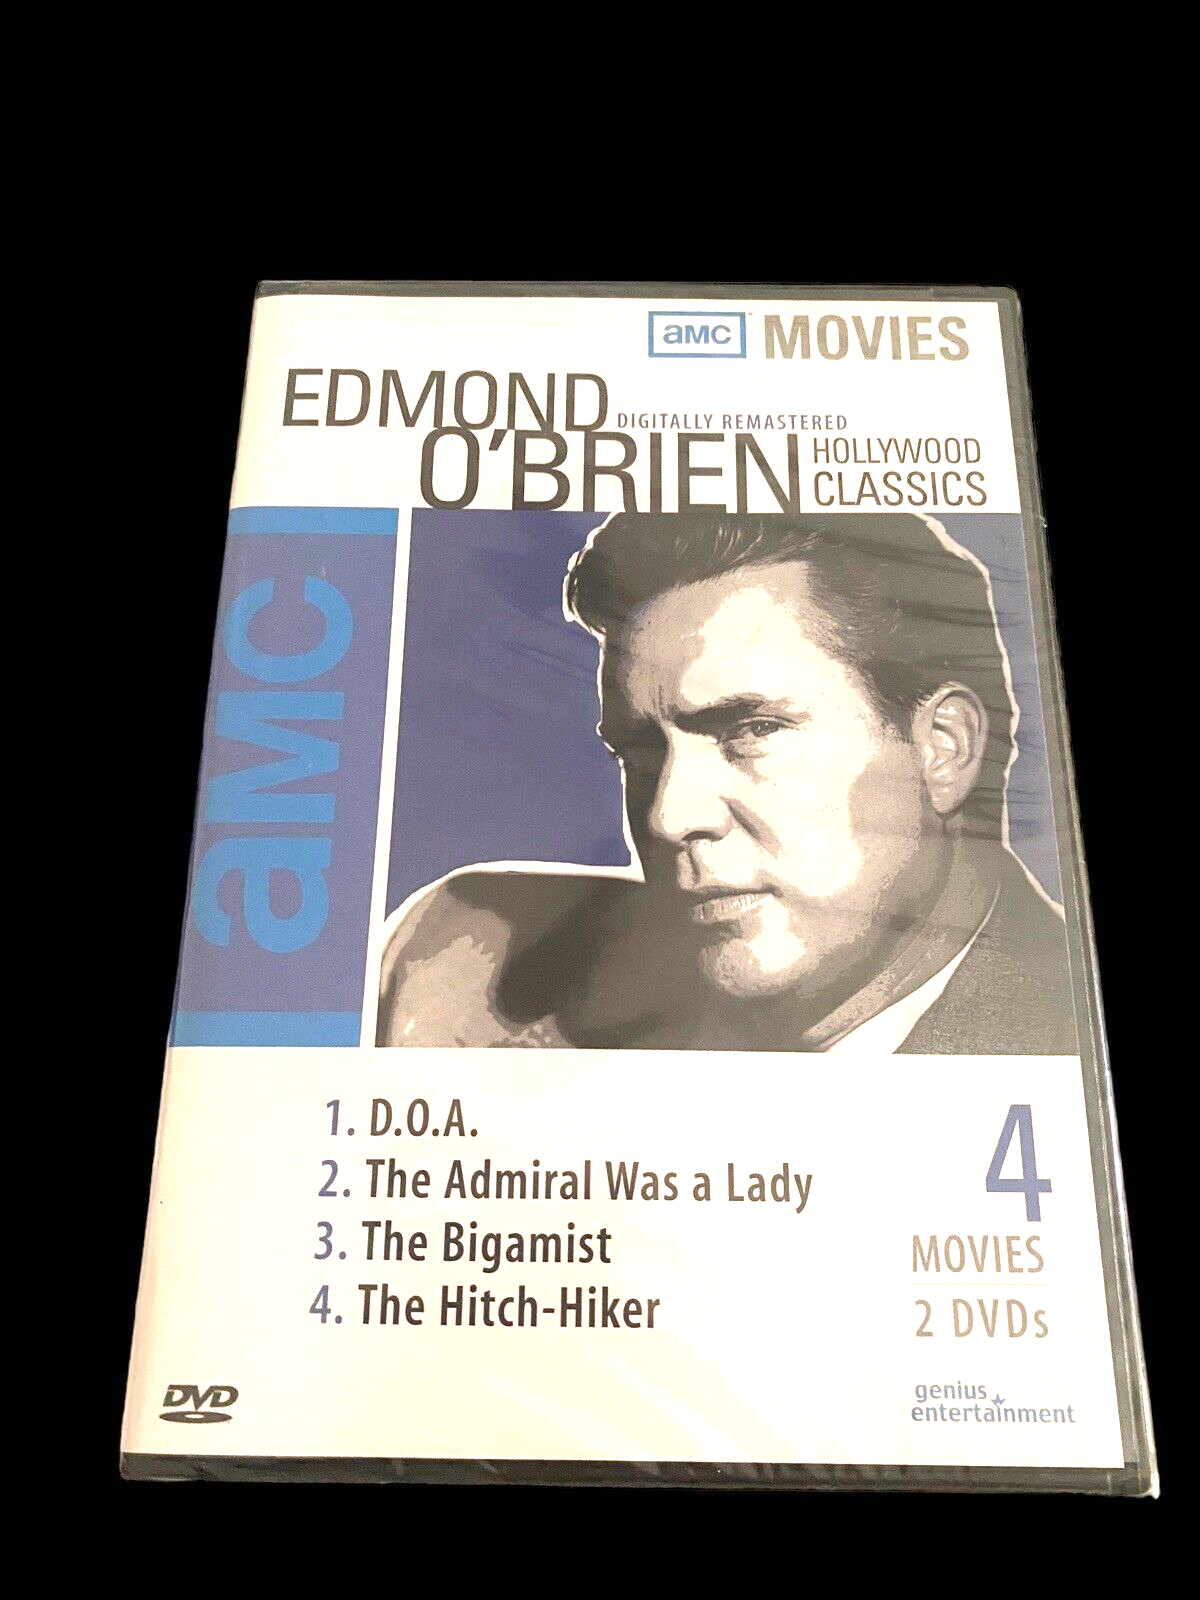 aMC MOVIES
EDMOND
DIGITALLY REMASTERED
O'BRIEN
HOLLYWOOD
CLASSICS
aMC
1. D.O.A.
2. The Admiral Was a Lady
3. The Bigamist
4. The Hitch-Hiker
4
MOVIES
2 DVDs
DVD
genius
entertainment